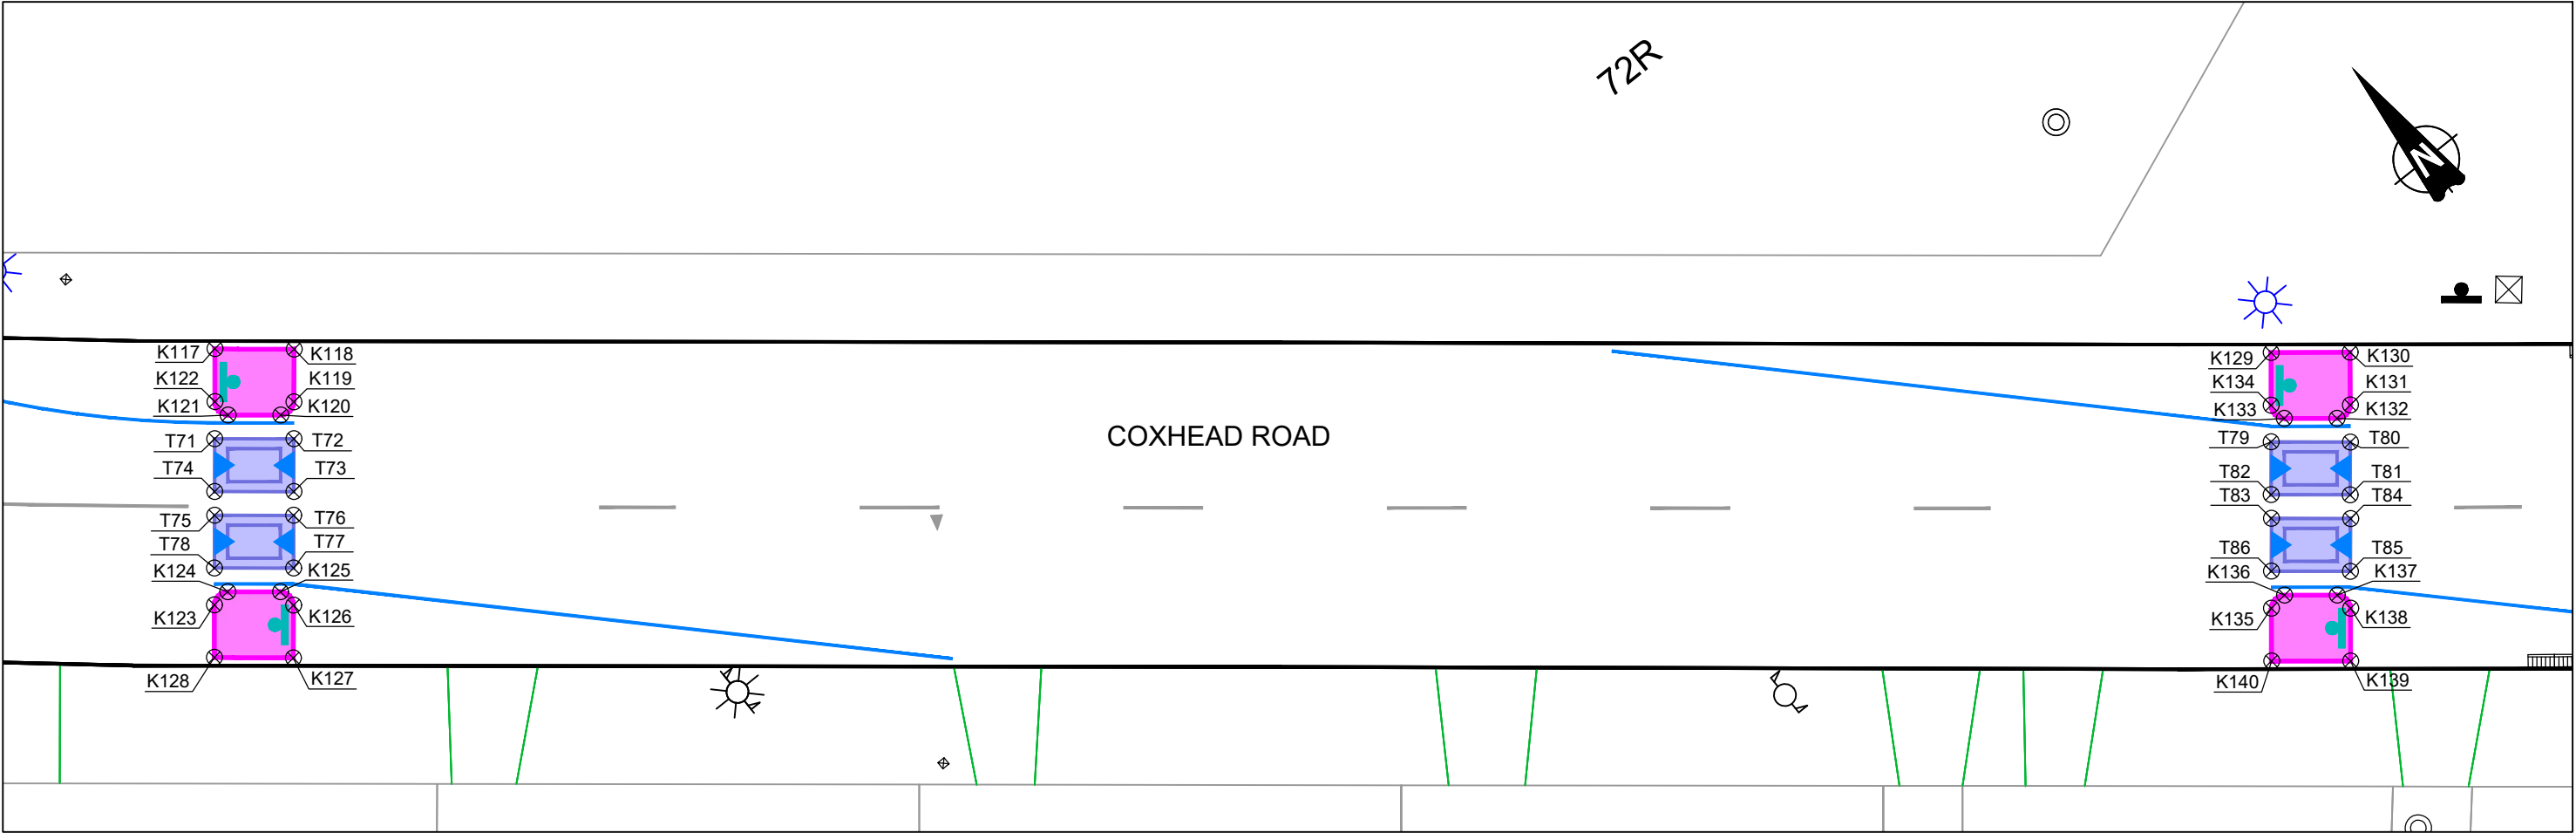 72R
N
K117 K118
K122 K119
K121 K120
T71 T72
T74 T73
T75 T76
T78 T77
K124 K125
K123 K126
K128 K127
COXHEAD ROAD
K129 K130
K134 K131
K133 K132
T79 T80
T82 T81
T83 T84
T86 T85
K136 K137
K135 K138
K140 K139